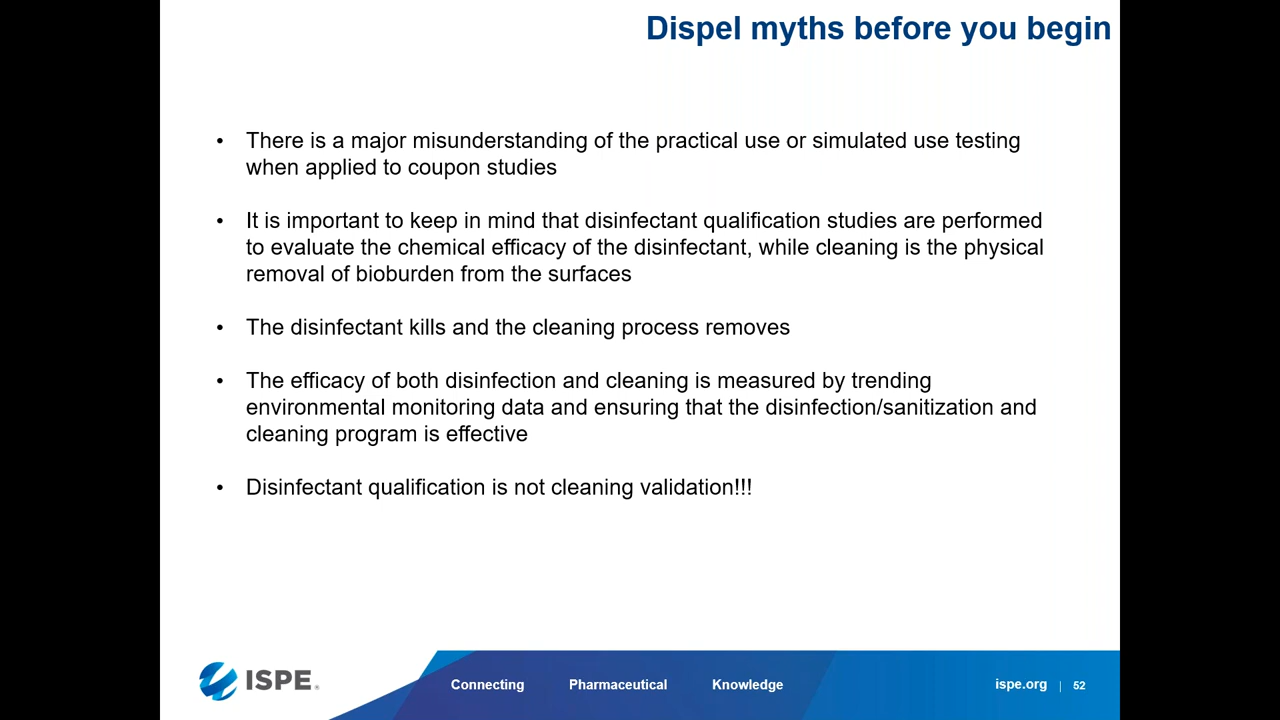 Dispel myths before you begin
• There is a major misunderstanding of the practical use or simulated use testing
when applied to coupon studies
• It is important to keep in mind that disinfectant qualification studies are performed
to evaluate the chemical efficacy of the disinfectant, while cleaning is the physical
removal of bioburden from the surfaces
• The disinfectant kills and the cleaning process removes
• The efficacy of both disinfection and cleaning is measured by trending
environmental monitoring data and ensuring that the disinfection/sanitization and
cleaning program is effective
• Disinfectant qualification is not cleaning validation!!!
ISPE®
Connecting Pharmaceutical Knowledge
ispe.org | 52